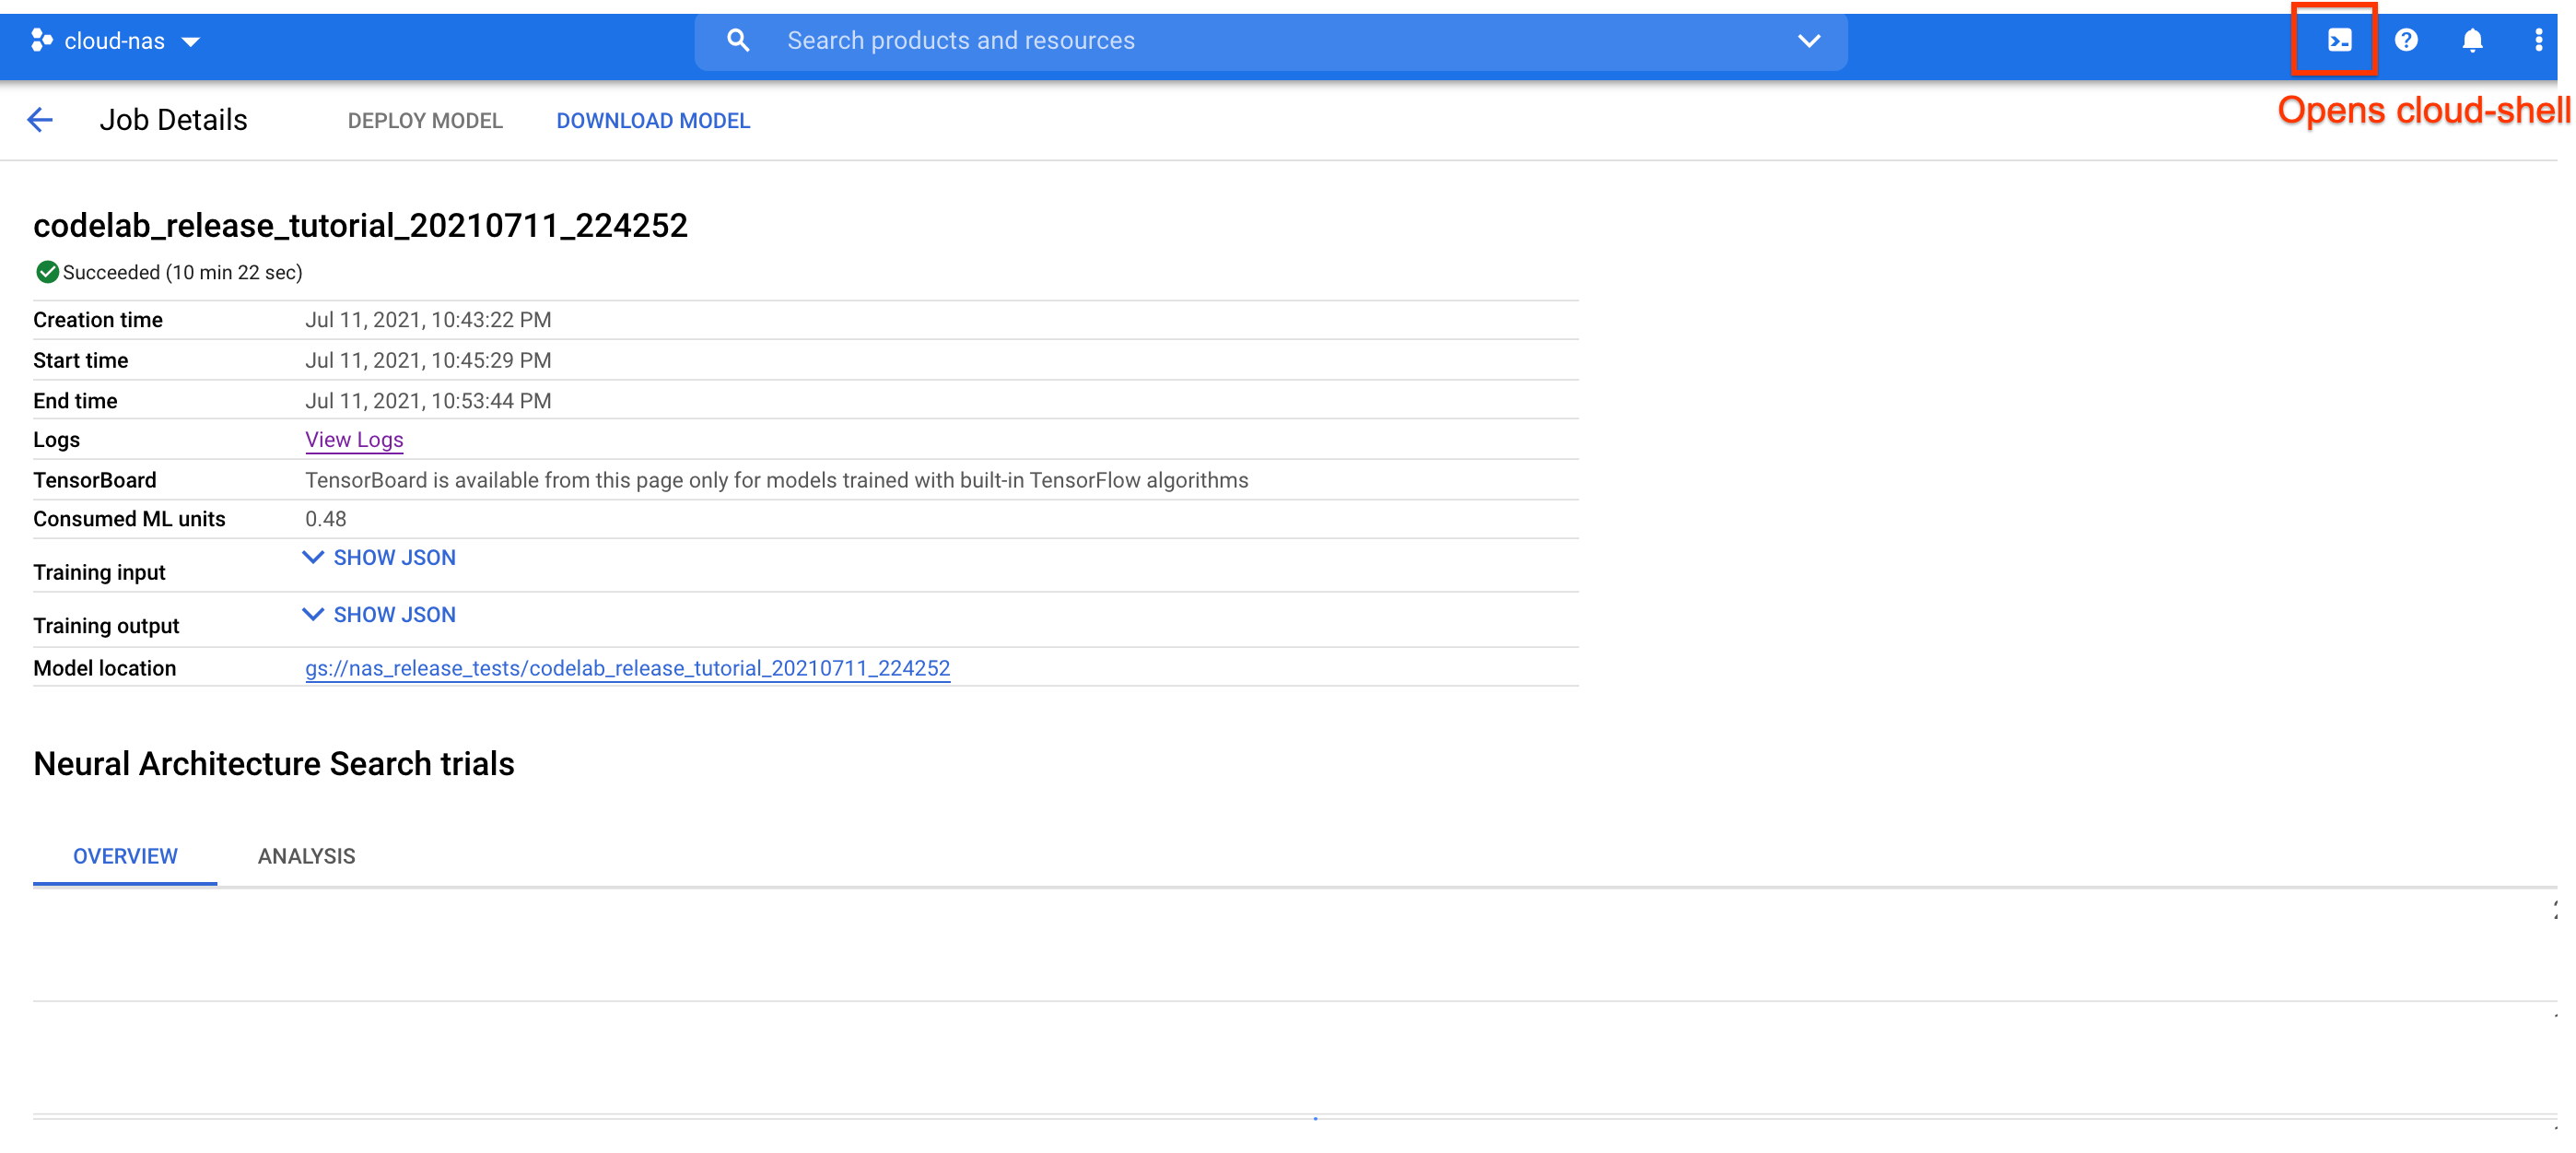 cloud-nas
Search products and resources
Opens cloud-shell
Job Details DEPLOY MODEL DOWNLOAD MODEL
codelab_release_tutorial_20210711_224252
Succeeded (10 min 22 sec)
Creation time Jul 11, 2021, 10:43:22 PM
Start time Jul 11, 2021, 10:45:29 PM
End time Jul 11, 2021, 10:53:44 PM
Logs View Logs
TensorBoard TensorBoard is available from this page only for models trained with built-in TensorFlow algorithms
Consumed ML units 0.48
Training input SHOW JSON
Training output SHOW JSON
Model location gs://nas_release_tests/codelab_release_tutorial_20210711_224252
Neural Architecture Search trials
OVERVIEW ANALYSIS